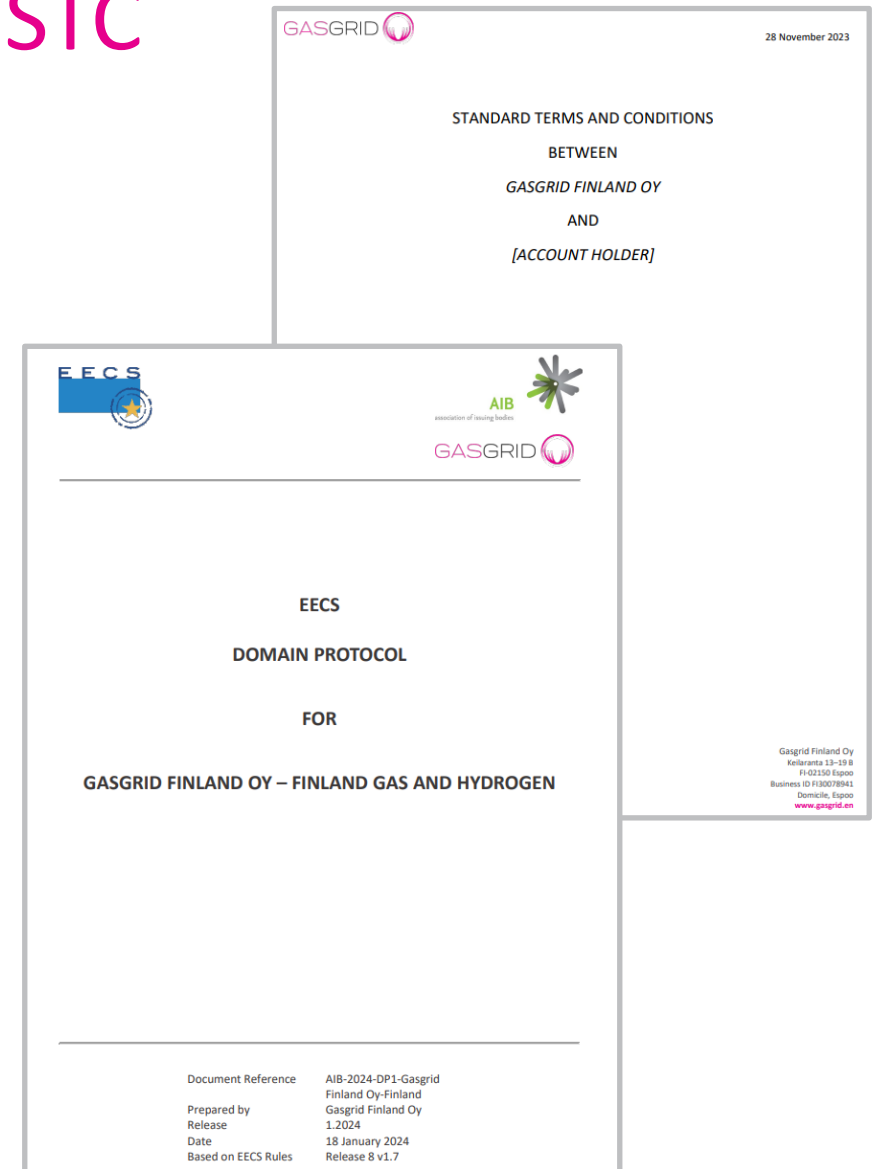 STC
GASGRID
28 November 2023
STANDARD TERMS AND CONDITIONS
BETWEEN
GASGRID FINLAND OY
AND
[ACCOUNT HOLDER]
Gasgrid Finland Oy
Keilaranta 13–19 B
FI-02150 Espoo
Business ID FI30078941
Domicile, Espoo
www.gasgrid.en
EECS
AIB
association of issuing bodies
GASGRID
EECS
DOMAIN PROTOCOL
FOR
GASGRID FINLAND OY – FINLAND GAS AND HYDROGEN
Document Reference AIB-2024-DP1-Gasgrid
Finland Oy-Finland
Prepared by Gasgrid Finland Oy
Release 1.2024
Date 18 January 2024
Based on EECS Rules Release 8 v1.7